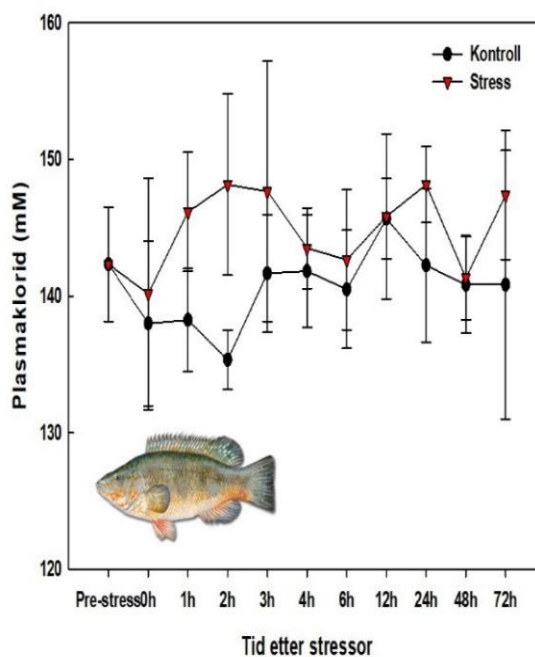 160
Kontroll
Stress
150
Plasmaklorid (mM)
140
130
120
Pre-stress 0h 1h 2h 3h 4h 6h 12h 24h 48h 72h
Tid etter stressor